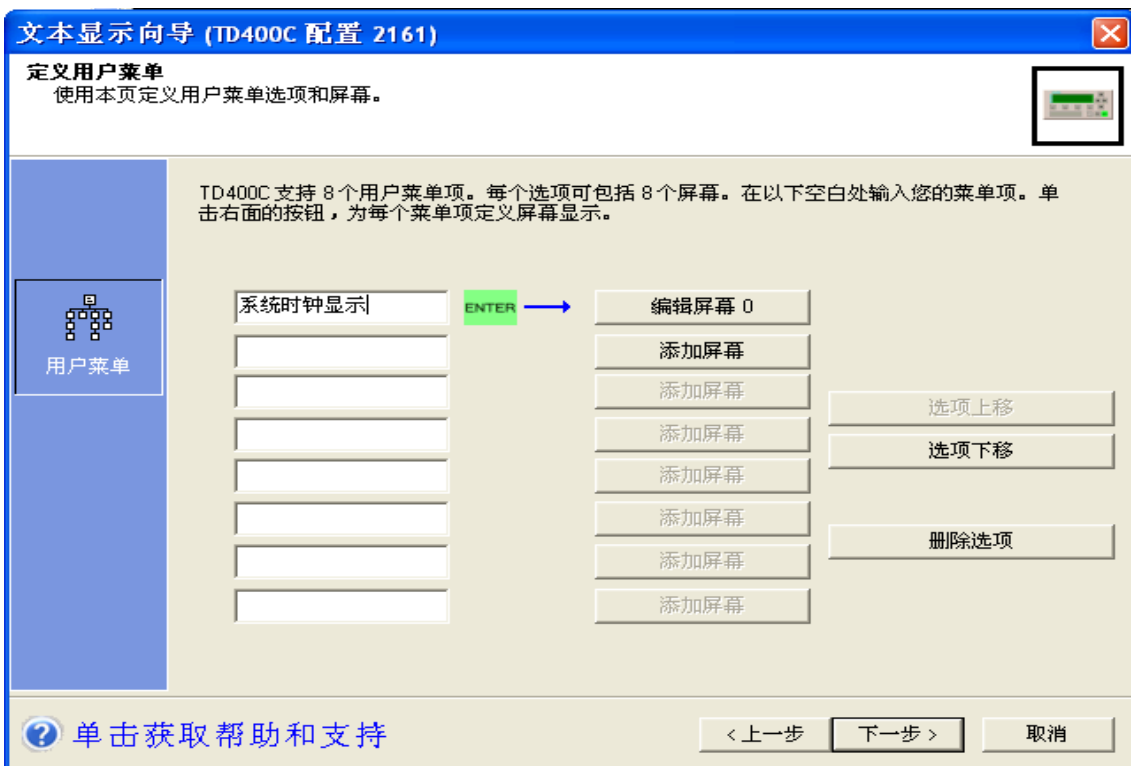 文本显示向导 (TD400C 配置 2161)
定义用户菜单
使用本页定义用户菜单选项和屏幕。
TD400C 支持 8 个用户菜单项。每个选项可包括 8 个屏幕。在以下空白处输入您的菜单项。单
击右面的按钮，为每个菜单项定义屏幕显示。
系统时钟显示
ENTER
编辑屏幕 0
用户菜单
添加屏幕
添加屏幕
选项上移
添加屏幕
选项下移
添加屏幕
添加屏幕
删除选项
添加屏幕
添加屏幕
单击获取帮助和支持
<上一步
下一步>
取消